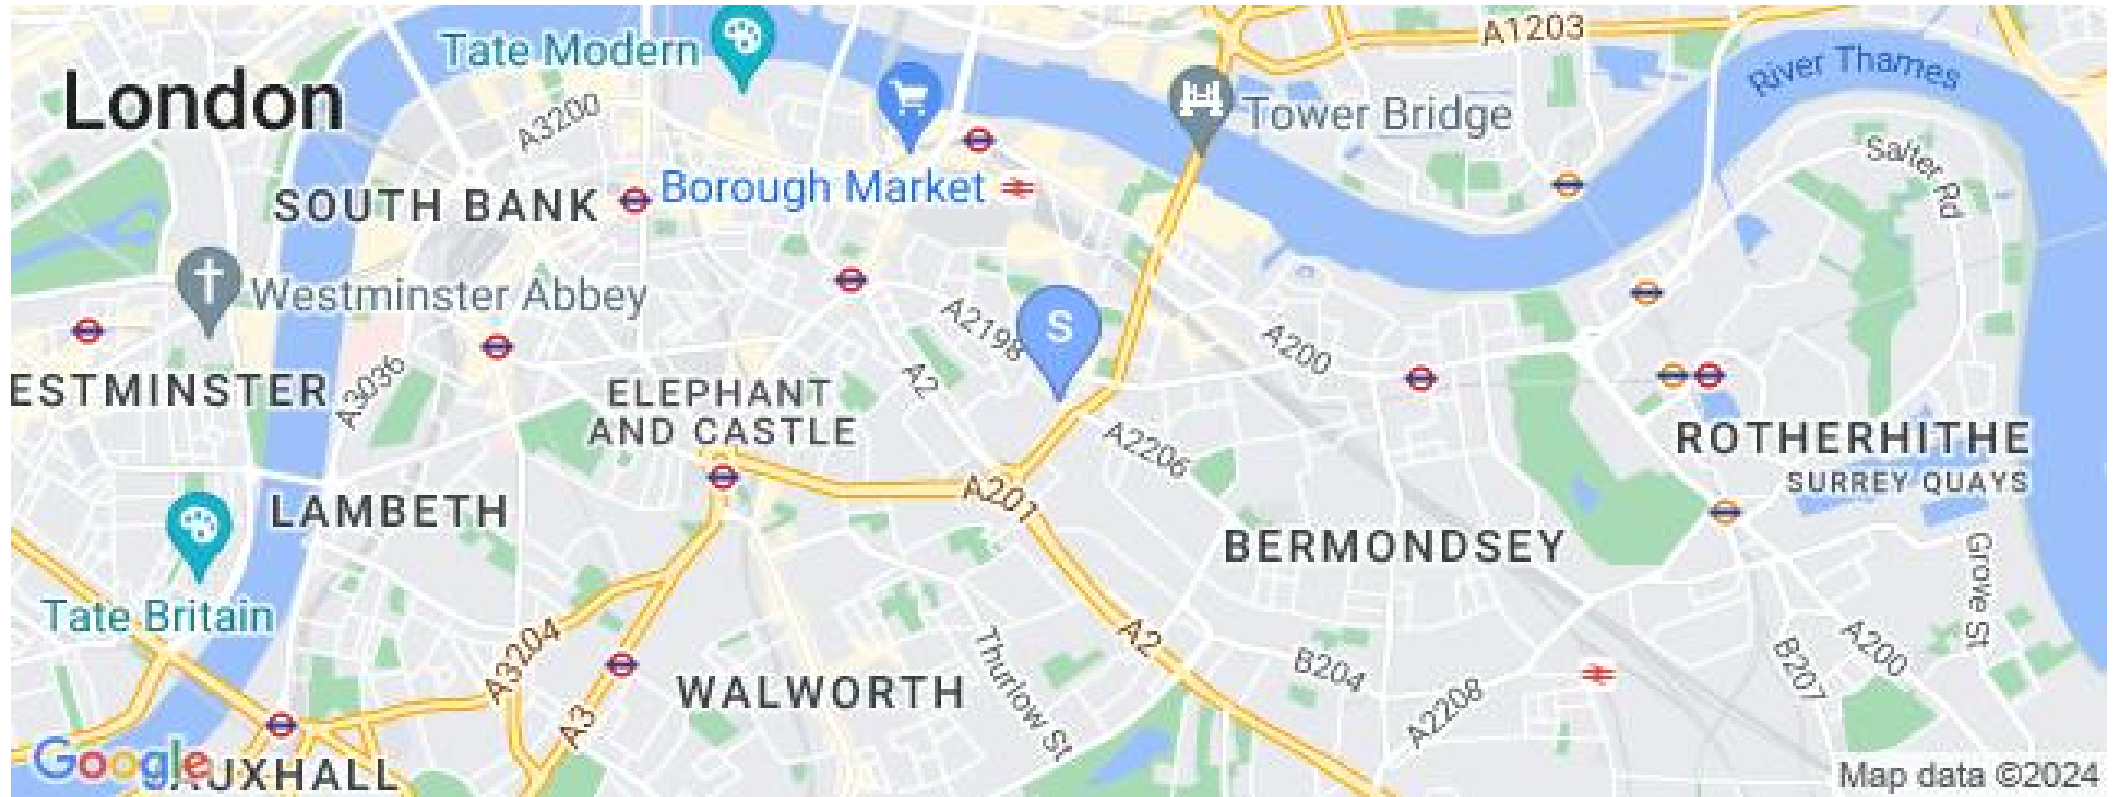 A1203
Tate Modern
River Thames
London
A3200
Tower Bridge
Salter Rd
Borough Market
SOUTH BANK
Westminster Abbey
S
A2198
A200
A3036
ESTMINSTER
A2
ELEPHANT
AND CASTLE
A2206
ROTHERHITHE
SURREY QUAYS
A201
LAMBETH
BERMONDSEY
Grove St
Tate Britain
A3204
A2
Thurlow St
B204
B207
A200
WALWORTH
A3
A2208
Google
UXHALL
Map data ©2024